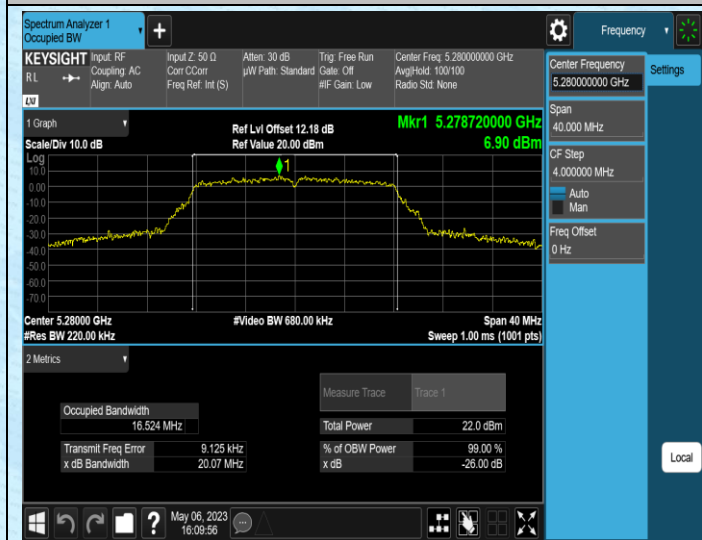 Spectrum Analyzer 1
Occupied BW
KEYSIGHT
R L
LXI
Input: RF
Coupling: AC
Align: Auto
Input Z: 50 Ω
Corr CCorr
Freq Ref: Int (S)
Atten: 30 dB
µW Path: Standard
Trig: Free Run
Gate: Off
#IF Gain: Low
Center Freq: 5.280000000 GHz
Avg|Hold: 100/100
Radio Std: None
1 Graph
Scale/Div 10.0 dB
Ref Lvl Offset 12.18 dB
Ref Value 20.00 dBm
Mkr1 5.278720000 GHz
6.90 dBm
Log
10.0
0.00
-10.0
-20.0
-30.0
-40.0
-50.0
-60.0
-70.0
1
Center 5.28000 GHz
#Res BW 220.00 kHz
#Video BW 680.00 kHz
Span 40 MHz
Sweep 1.00 ms (1001 pts)
2 Metrics
Measure Trace Trace 1
Occupied Bandwidth
16.524 MHz
Total Power 22.0 dBm
Transmit Freq Error 9.125 kHz
% of OBW Power 99.00 %
x dB Bandwidth 20.07 MHz
x dB -26.00 dB
May 06, 2023
16:09:56
?
Frequency
Settings
Center Frequency
5.280000000 GHz
Span
40.000 MHz
CF Step
4.000000 MHz
Auto
Man
Freq Offset
0 Hz
Local